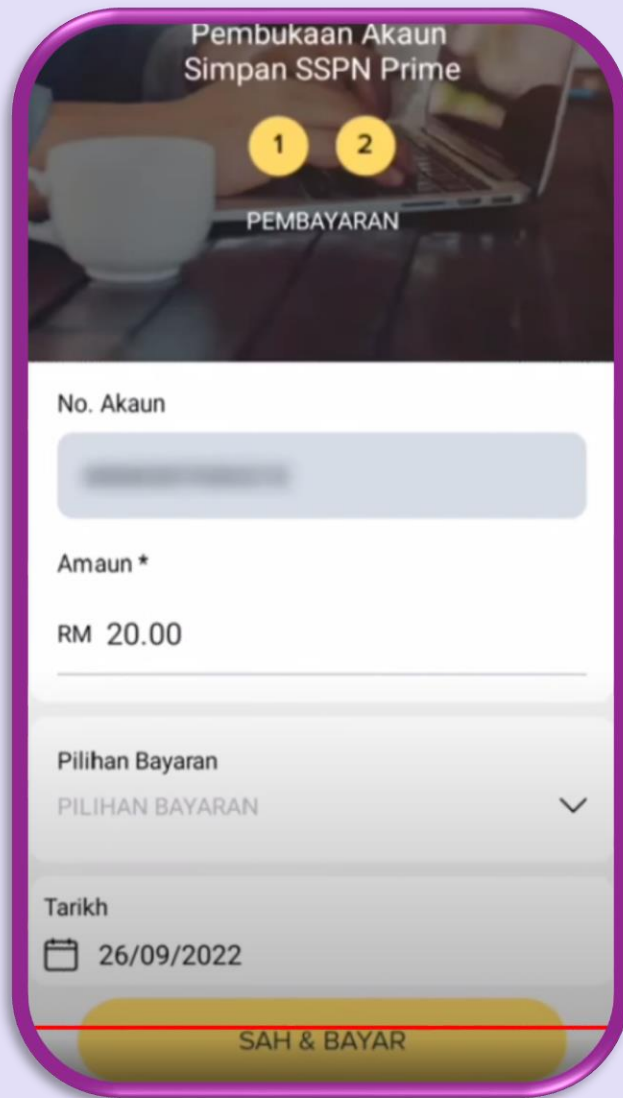 Pembukaan Akaun
Simpan SSPN Prime
1 2
PEMBAYARAN
No. Akaun
Amaun *
RM 20.00
Pilihan Bayaran
PILIHAN BAYARAN
Tarikh
26/09/2022
SAH & BAYAR